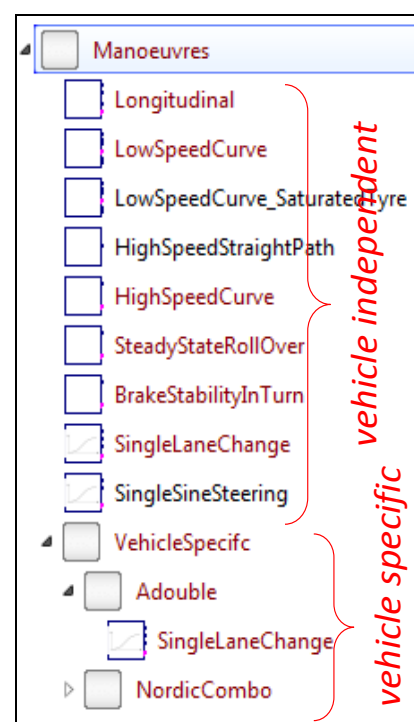 Manoeuvres
Longitudinal
LowSpeedCurve
LowSpeedCurve_SaturatedTyre
HighSpeedStraightPath
HighSpeedCurve
SteadyStateRollOver
BrakeStabilityInTurn
SingleLaneChange
SingleSineSteering
vehicle independent
VehicleSpecifc
Adouble
SingleLaneChange
NordicCombo
vehicle specific